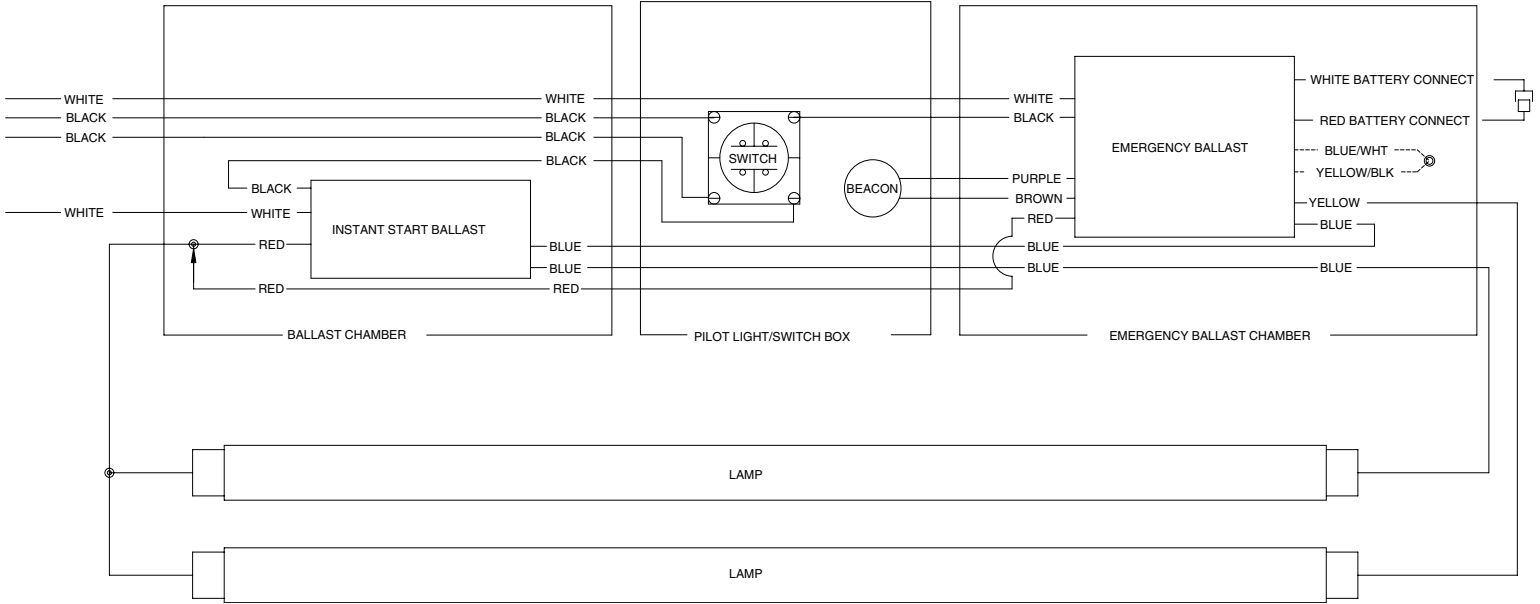 WHITE BATTERY CONNECT
WHITE WHITE WHITE
BLACK BLACK BLACK
RED BATTERY CONNECT
BLACK BLACK
EMERGENCY BALLAST
BLUE/WHT
SWITCH
BLACK
YELLOW/BLK
PURPLE
BLACK
BEACON
BROWN
YELLOW
WHITE WHITE
RED
BLUE
INSTANT START BALLAST
RED
BLUE BLUE
BLUE BLUE BLUE
RED RED
BALLAST CHAMBER
PILOT LIGHT/SWITCH BOX
EMERGENCY BALLAST CHAMBER
LAMP
LAMP